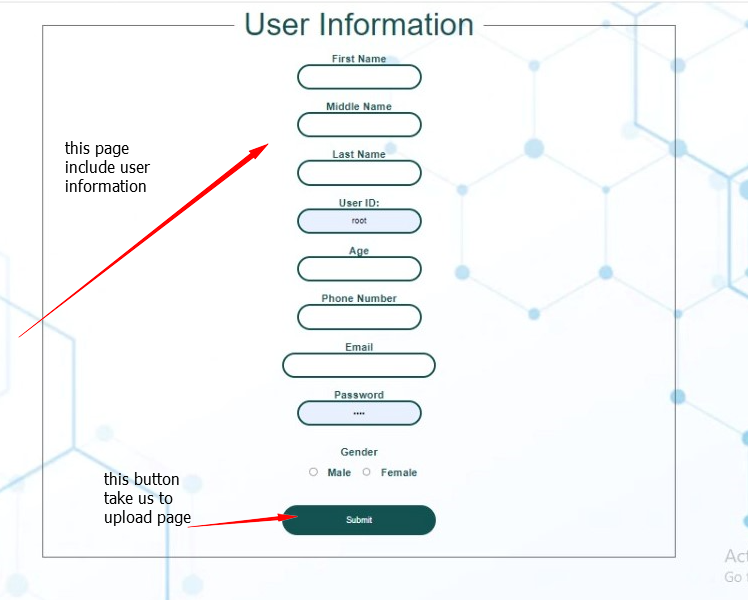 User Information
First Name
Middle Name
this page
include user
information
Last Name
User ID:
root
Age
Phone Number
Email
Password
••••
Gender
Male Female
this button
take us to
upload page
Submit
Go